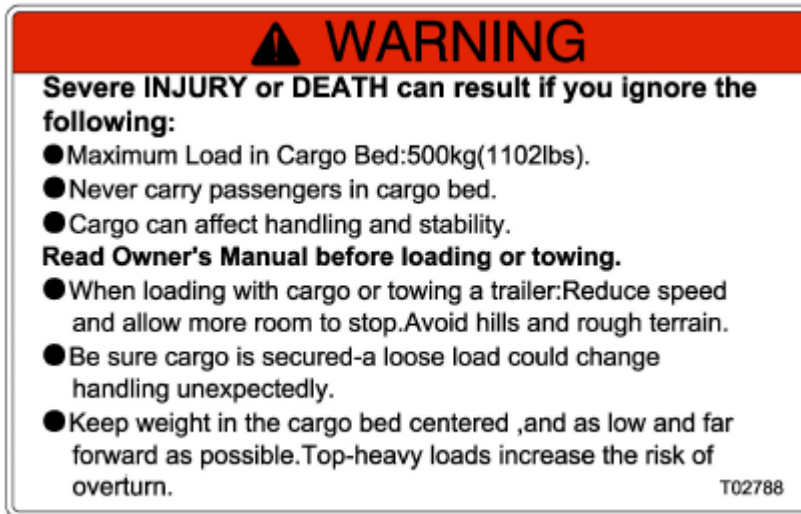 WARNING
Severe INJURY or DEATH can result if you ignore the
following:
●Maximum Load in Cargo Bed:500kg(1102lbs).
●Never carry passengers in cargo bed.
●Cargo can affect handling and stability.
Read Owner's Manual before loading or towing.
●When loading with cargo or towing a trailer:Reduce speed
and allow more room to stop.Avoid hills and rough terrain.
●Be sure cargo is secured-a loose load could change
handling unexpectedly.
●Keep weight in the cargo bed centered ,and as low and far
forward as possible.Top-heavy loads increase the risk of
overturn.
T02788